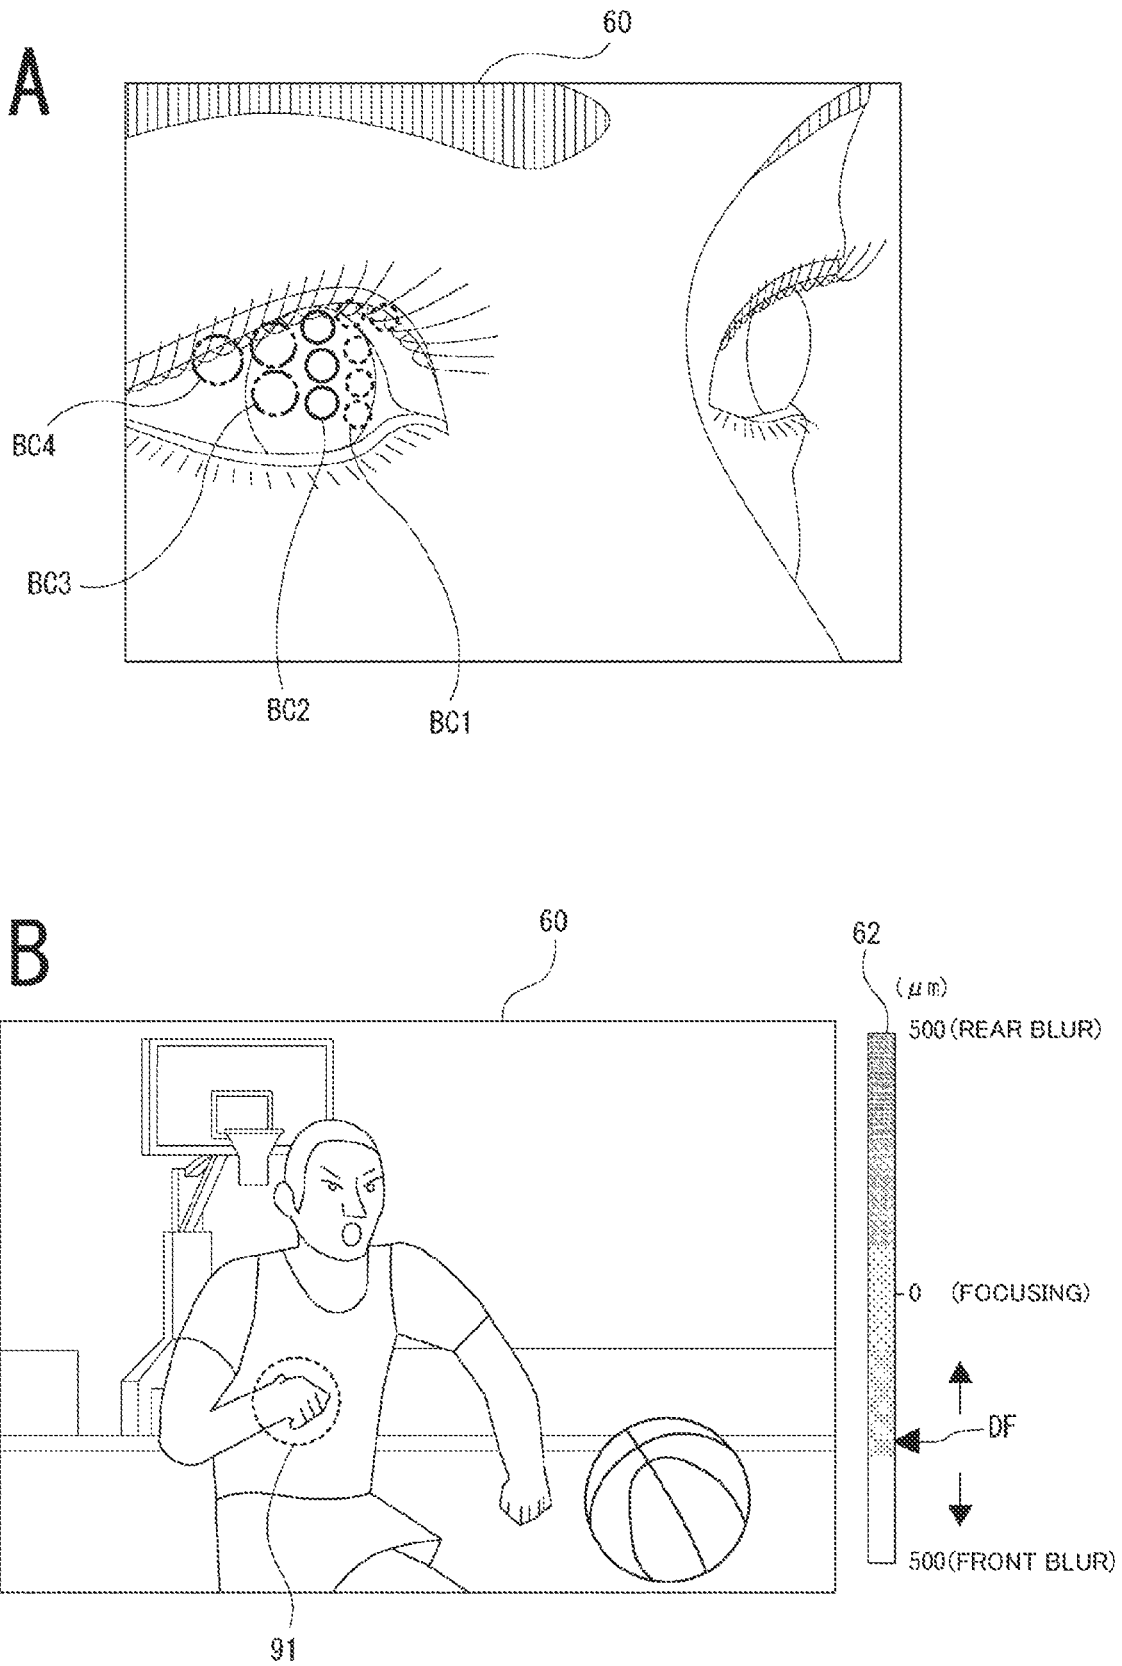 A
60
BC4
BC3
BC2
BC1
B
60
62
(μm)
500(REAR BLUR)
0 (FOCUSING)
DF
500(FRONT BLUR)
91